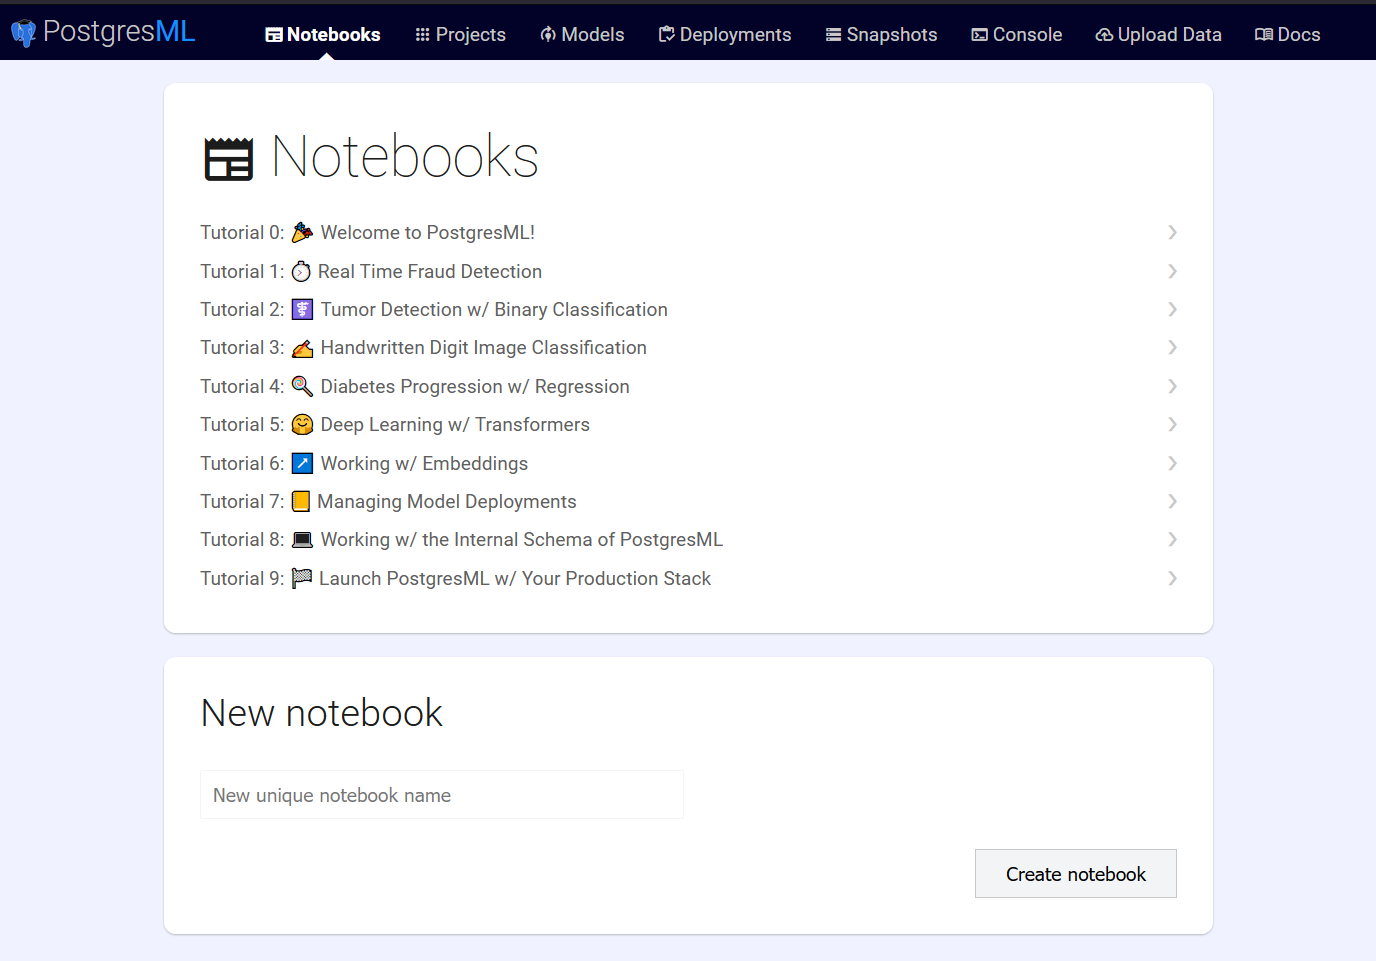 PostgresML Notebooks Projects Models Deployments Snapshots Console Upload Data Docs
Notebooks
Tutorial 0: 🎉 Welcome to PostgresML!
Tutorial 1: ⏱️ Real Time Fraud Detection
Tutorial 2: ⚕️ Tumor Detection w/ Binary Classification
Tutorial 3: ✍️ Handwritten Digit Image Classification
Tutorial 4: 🍭 Diabetes Progression w/ Regression
Tutorial 5: 🤗 Deep Learning w/ Transformers
Tutorial 6: ↗️ Working w/ Embeddings
Tutorial 7: 📒 Managing Model Deployments
Tutorial 8: 💻 Working w/ the Internal Schema of PostgresML
Tutorial 9: 🏁 Launch PostgresML w/ Your Production Stack
New notebook
New unique notebook name
Create notebook